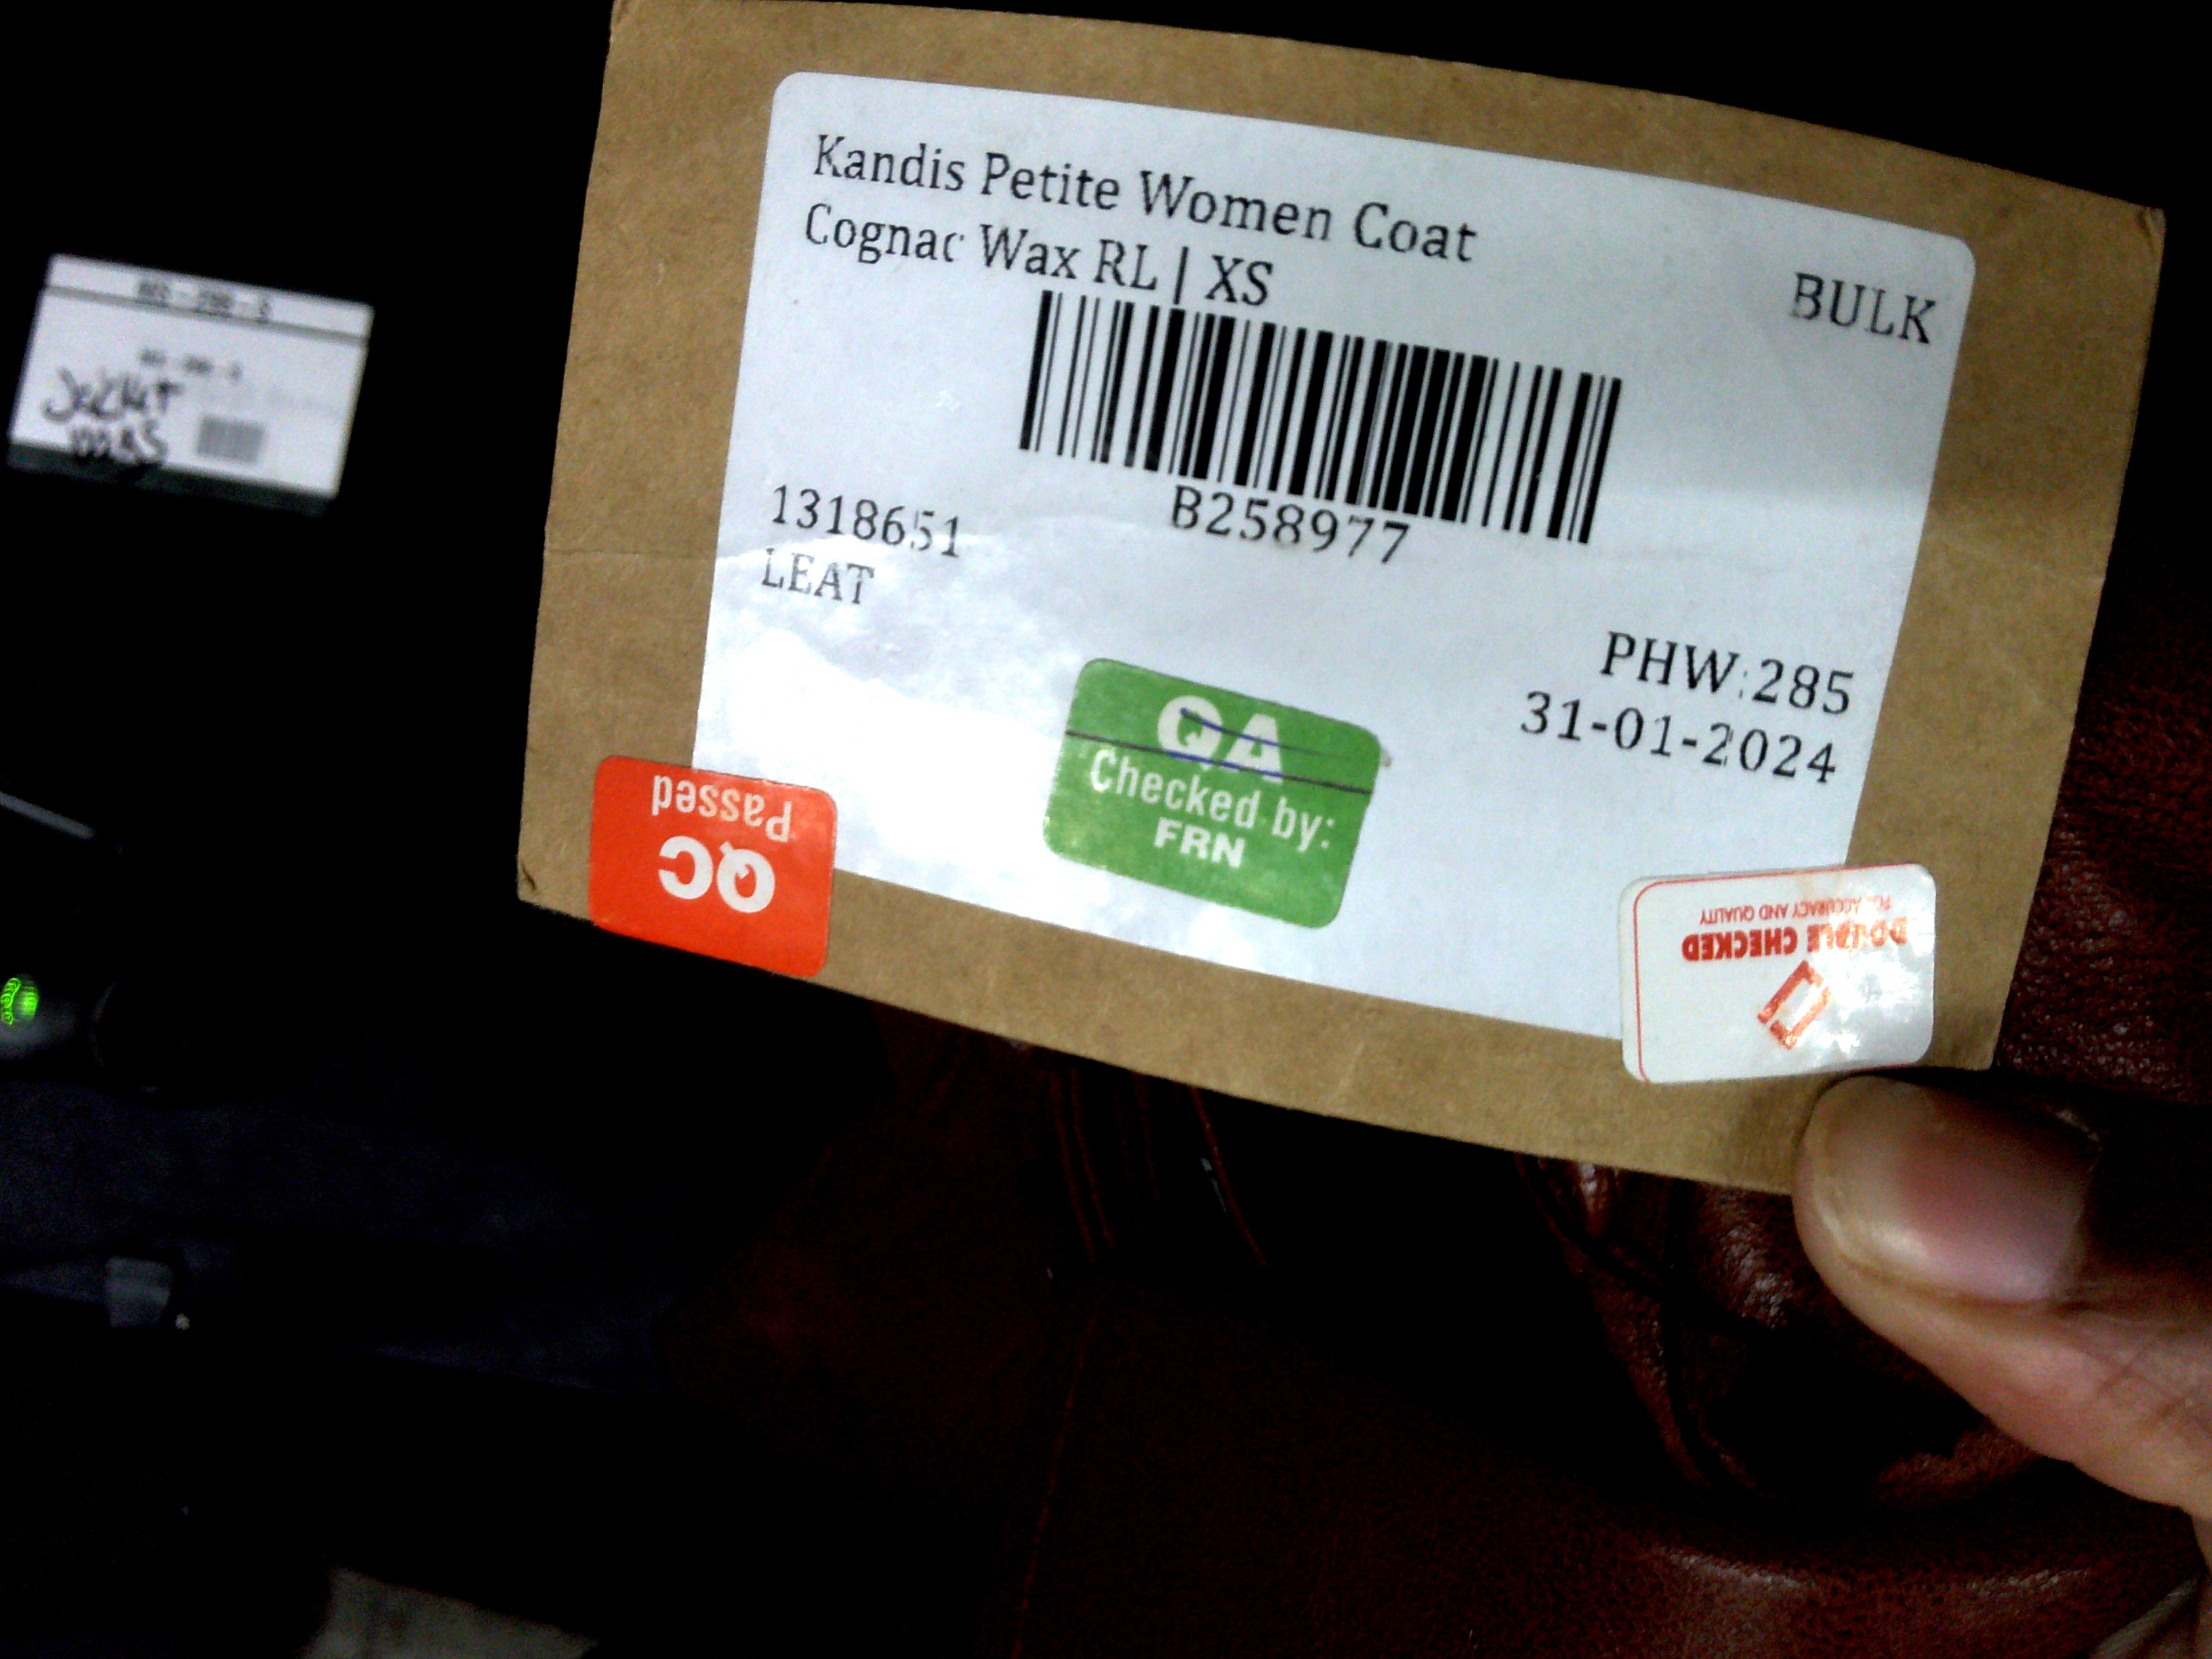 Kandis Petite Women Coat
Cognac Wax RL | XS
BULK
B258977
1318651
LEAT
PHW:285
31-01-2024
QA
Checked by:
FRN
QC
Passed
DOUBLE CHECKED
FOR ACCURACY AND QUALITY
Jacket